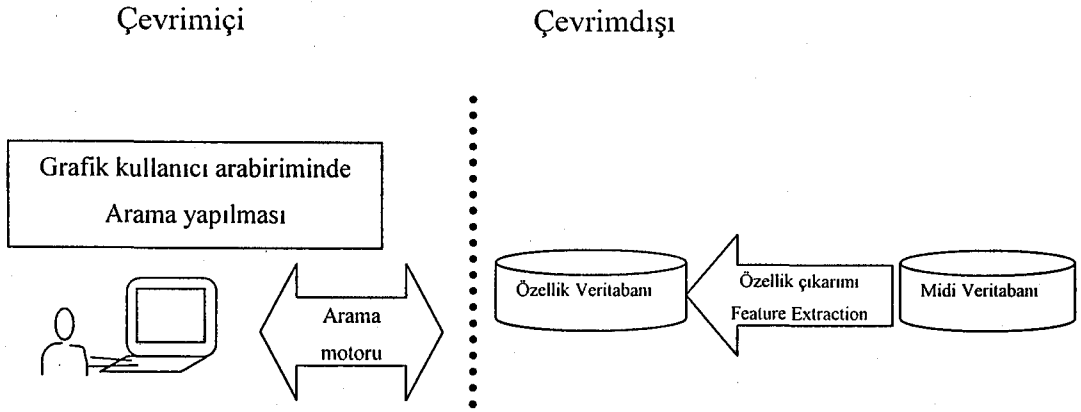 Çevrimiçi
Çevrimdışı
Grafik kullanıcı arabiriminde
Arama yapılması
Arama
motoru
Özellik Veritabanı
Özellik çıkarımı
Feature Extraction
Midi Veritabanı